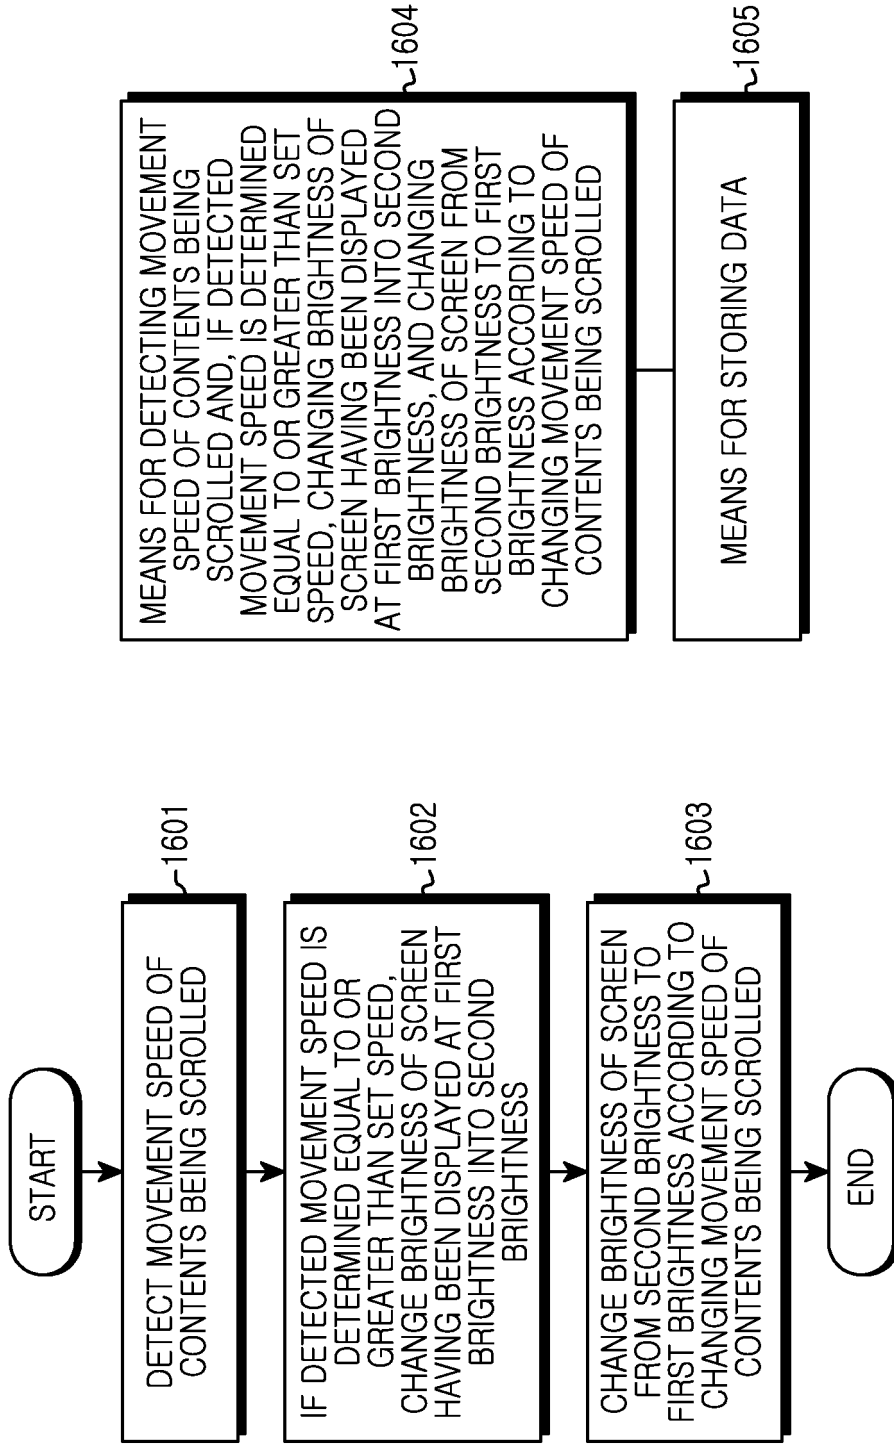 START
DETECT MOVEMENT SPEED OF
CONTENTS BEING SCROLLED
1601
IF DETECTED MOVEMENT SPEED IS
DETERMINED EQUAL TO OR
GREATER THAN SET SPEED,
CHANGE BRIGHTNESS OF SCREEN
HAVING BEEN DISPLAYED AT FIRST
BRIGHTNESS INTO SECOND
BRIGHTNESS
1602
CHANGE BRIGHTNESS OF SCREEN
FROM SECOND BRIGHTNESS TO
FIRST BRIGHTNESS ACCORDING TO
CHANGING MOVEMENT SPEED OF
CONTENTS BEING SCROLLED
1603
END
MEANS FOR DETECTING MOVEMENT
SPEED OF CONTENTS BEING
SCROLLED AND, IF DETECTED
MOVEMENT SPEED IS DETERMINED
EQUAL TO OR GREATER THAN SET
SPEED, CHANGING BRIGHTNESS OF
SCREEN HAVING BEEN DISPLAYED
AT FIRST BRIGHTNESS INTO SECOND
BRIGHTNESS, AND CHANGING
BRIGHTNESS OF SCREEN FROM
SECOND BRIGHTNESS TO FIRST
BRIGHTNESS ACCORDING TO
CHANGING MOVEMENT SPEED OF
CONTENTS BEING SCROLLED
1604
MEANS FOR STORING DATA
1605